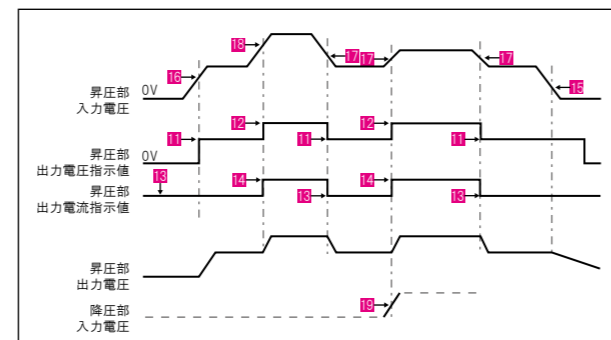 18 17 17 17
16 15
昇圧部 0V
入力電圧
12 12
11 11 11
昇圧部 0V
出力電圧指示値
13 昇圧部 14 14
出力電流指示値 13 13
昇圧部
出力電圧
19
降圧部
入力電圧